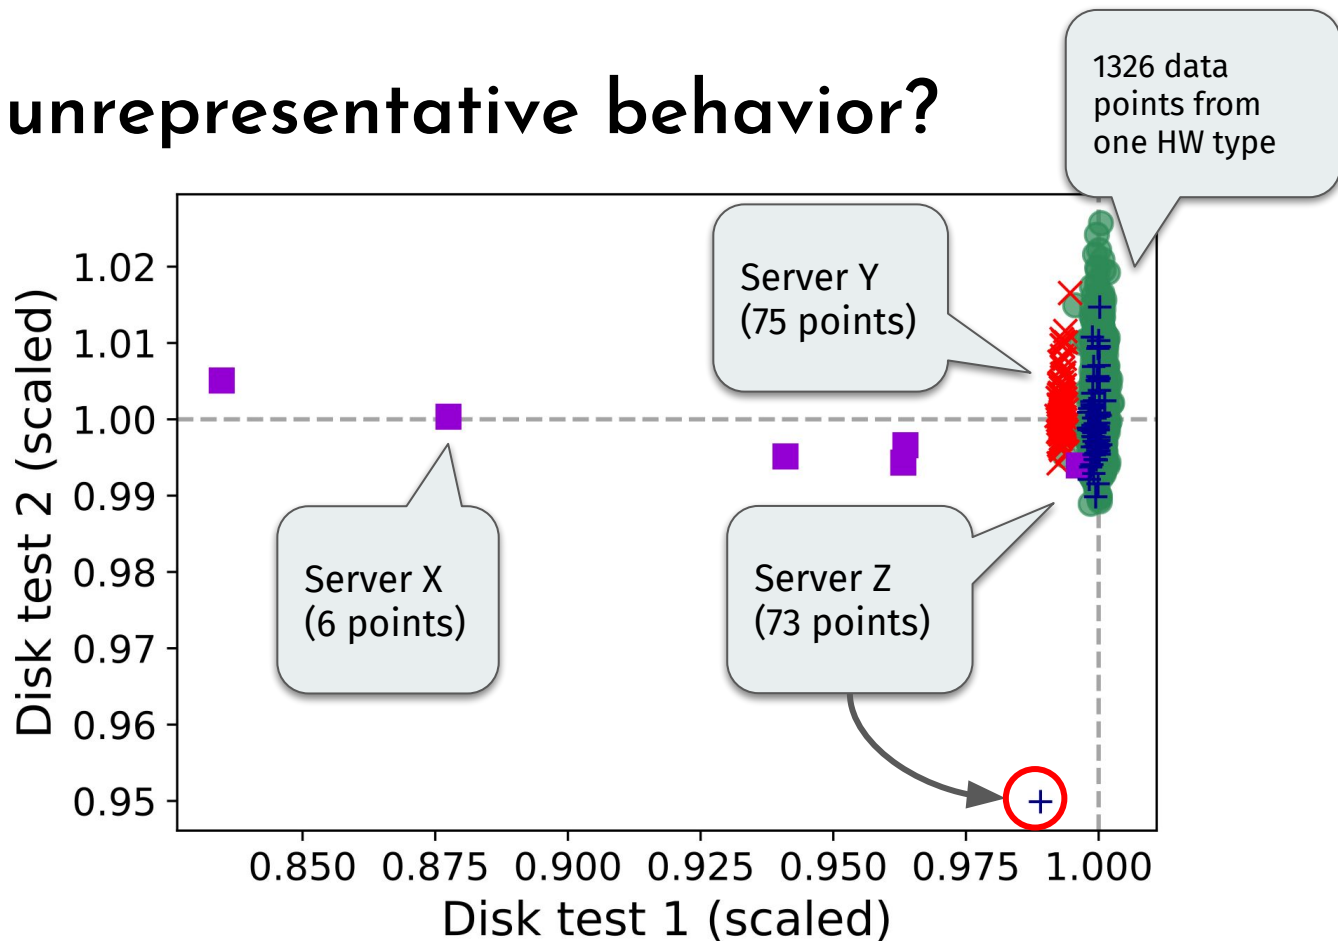 unrepresentative behavior?
1326 data
points from
one HW type
Server Y
(75 points)
Server X
(6 points)
Server Z
(73 points)
Disk test 2 (scaled)
1.02
1.01
1.00
0.99
0.98
0.97
0.96
0.95
0.850 0.875 0.900 0.925 0.950 0.975 1.000
Disk test 1 (scaled)